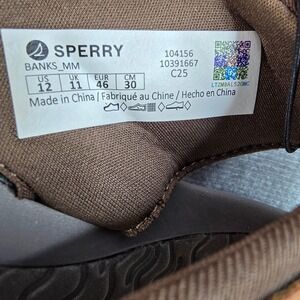 SPERRY
104156
BANKS_MM
10391667
C25
US UK EUR CM
12 11 46 30
Made in China / Fabriqué au Chine / Hecho en China